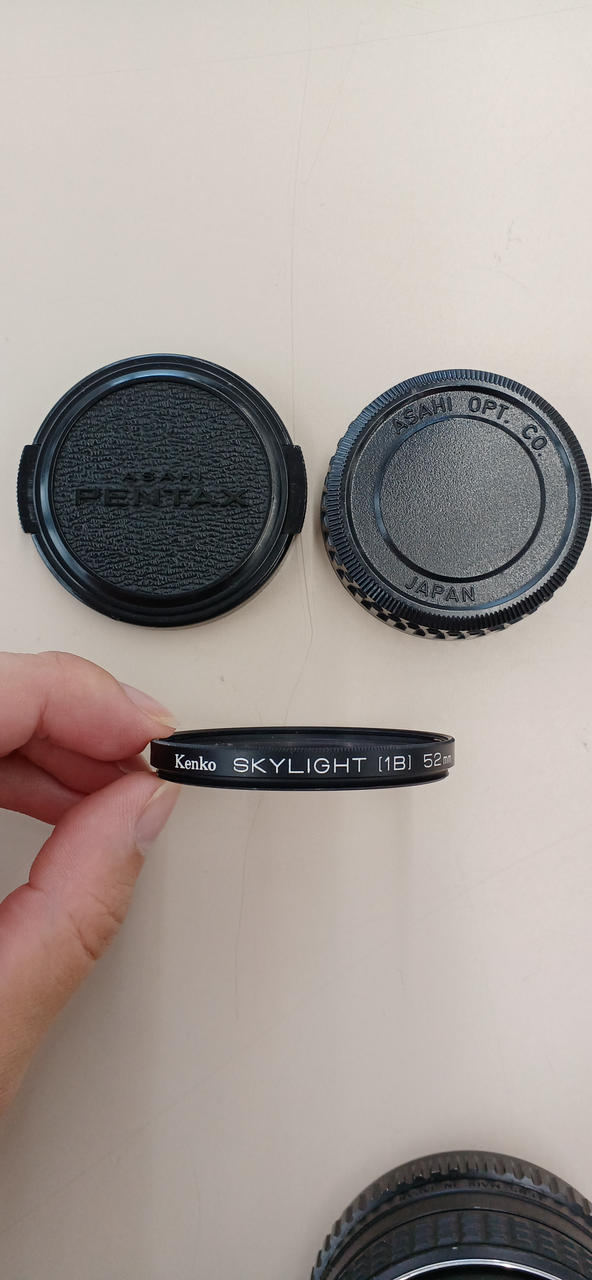 ASAHI
PENTAX
ASAHI OPT. CO.
JAPAN
Kenko SKYLIGHT [1B] 52mm